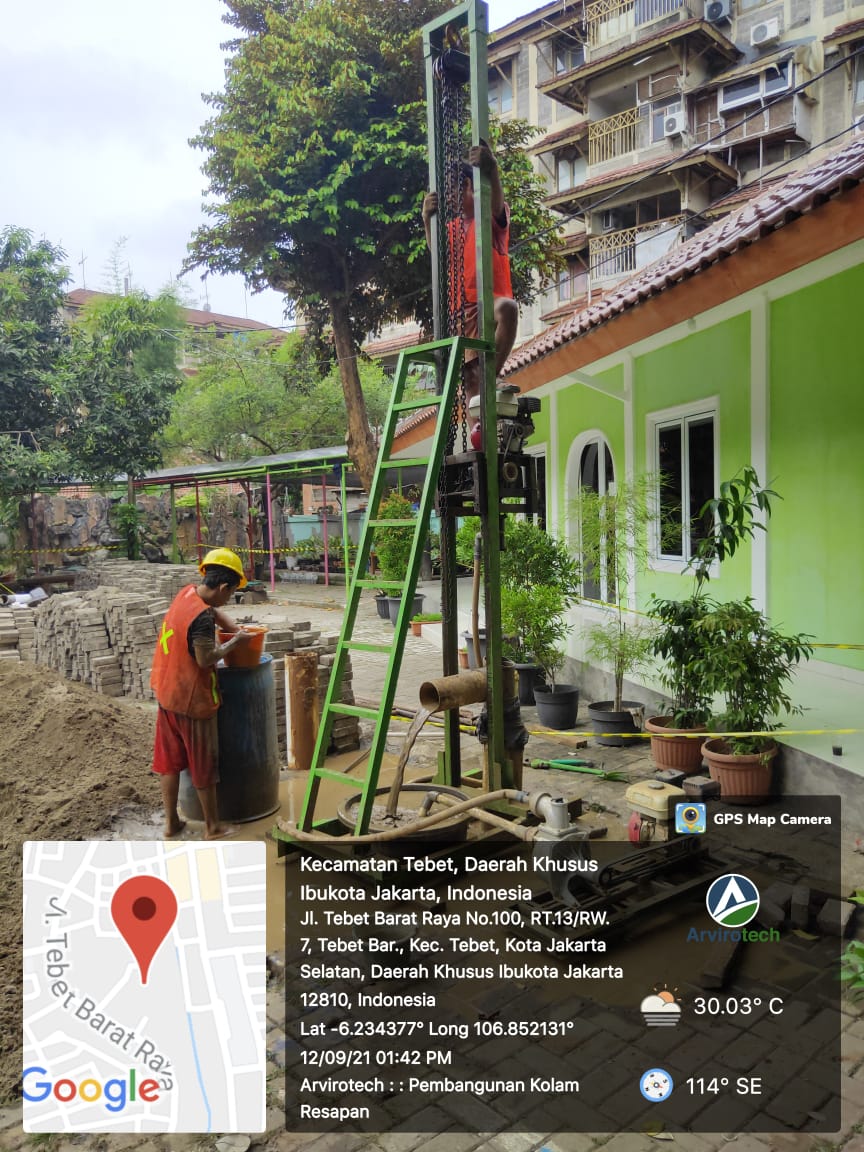 GPS Map Camera
Kecamatan Tebet, Daerah Khusus
Ibukota Jakarta, Indonesia
Jl. Tebet Barat Raya No.100, RT.13/RW.
7, Tebet Bar., Kec. Tebet, Kota Jakarta
Selatan, Daerah Khusus Ibukota Jakarta
12810, Indonesia
Lat -6.234377° Long 106.852131°
12/09/21 01:42 PM
Arvirotech : : Pembangunan Kolam
Resapan
Arvirotech
30.03° C
114° SE
Jl. Tebet Barat Raya
Google